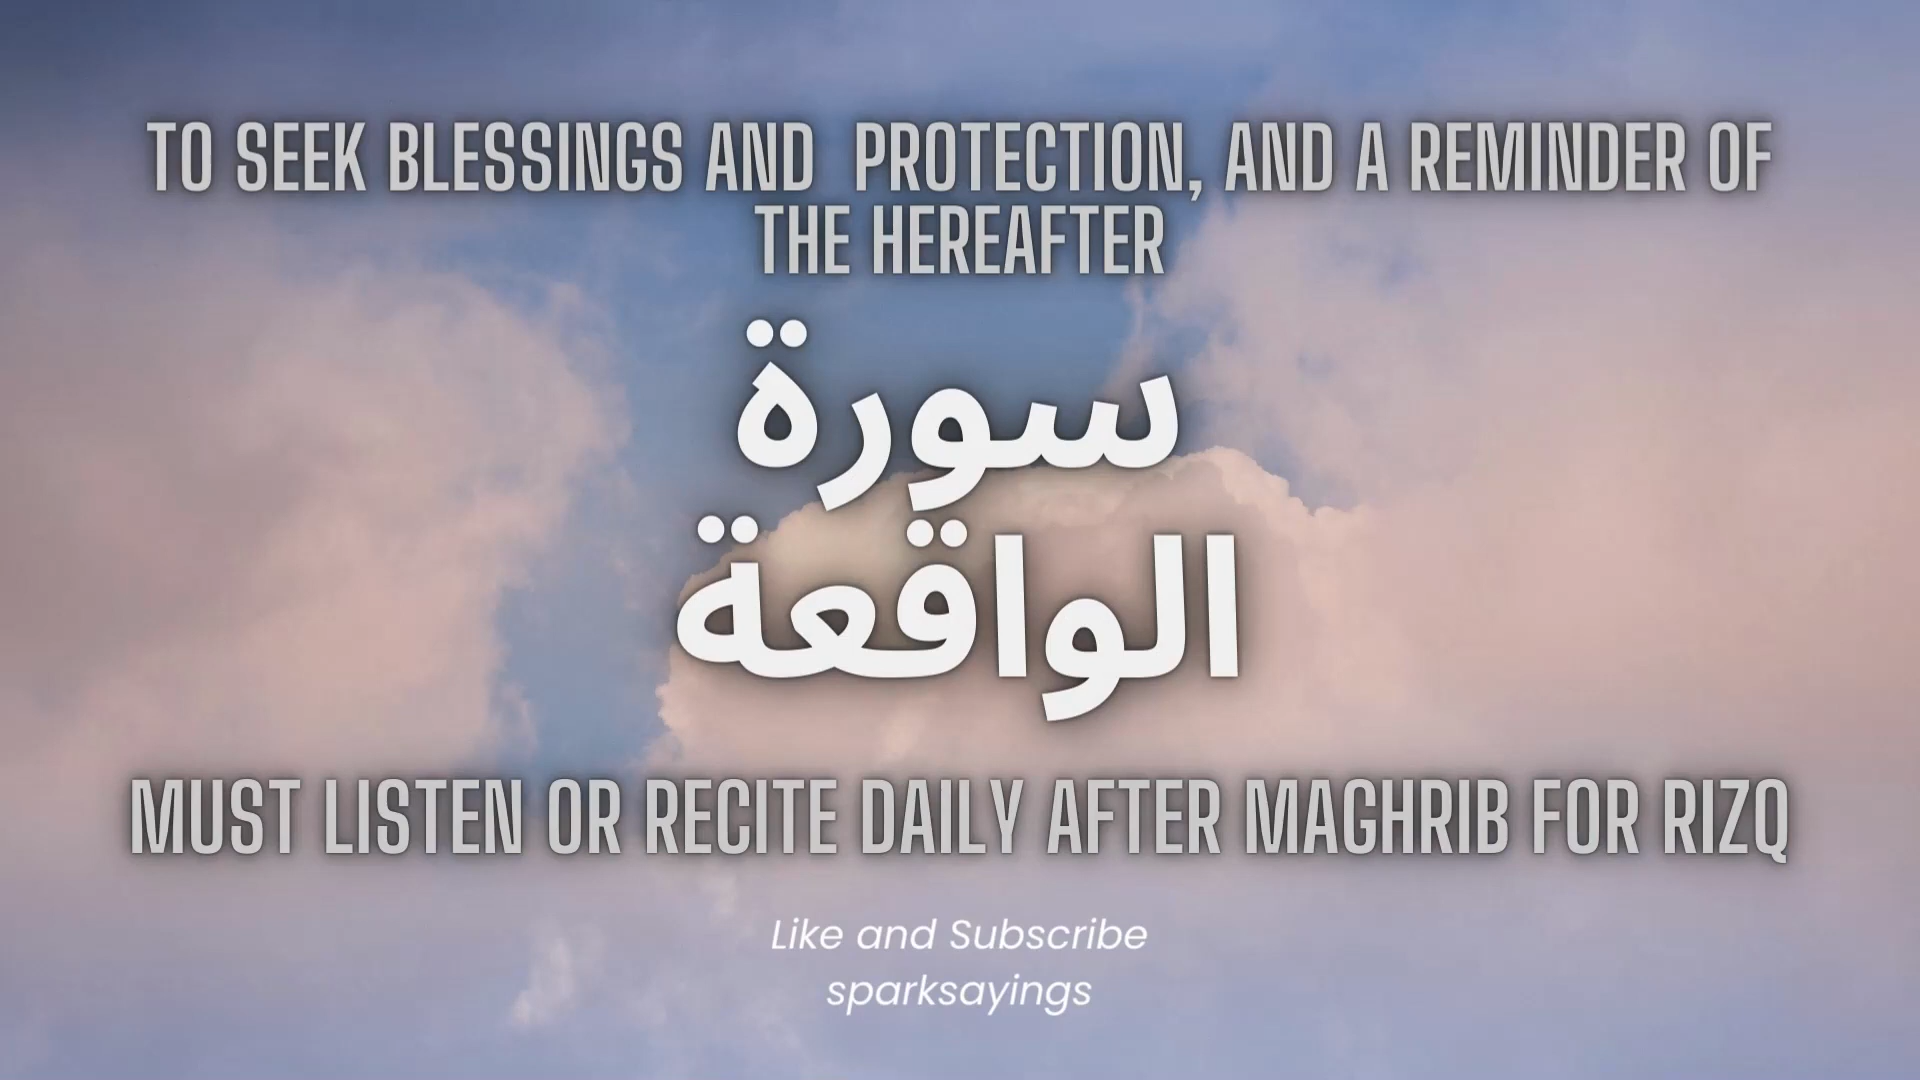 TO SEEK BLESSINGS AND  PROTECTION, AND A REMINDER OF
THE HEREAFTER
سورة
الواقعة
MUST LISTEN OR RECITE DAILY AFTER MAGHRIB FOR RIZQ
Like and Subscribe
sparksayings